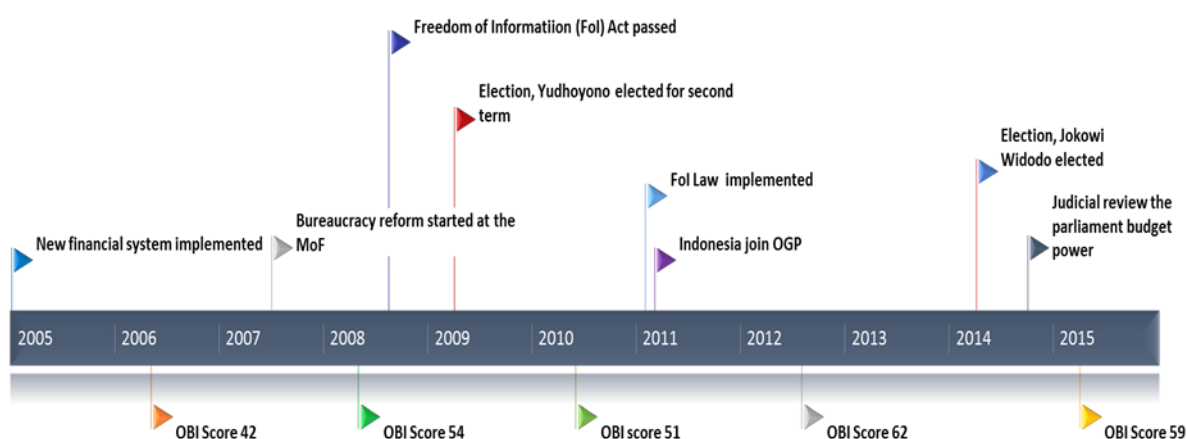 Freedom of Informatiion (FoI) Act passed
Election, Yudhoyono elected for second
term
Election, Jokowi
Widodo elected
FoI Law implemented
Judicial review the
parliament budget
power
Bureaucracy reform started at the
MoF
New financial system implemented
Indonesia join OGP
2005 2006 2007 2008 2009 2010 2011 2012 2013 2014 2015
OBI Score 42
OBI Score 54
OBI score 51
OBI Score 62
OBI Score 59